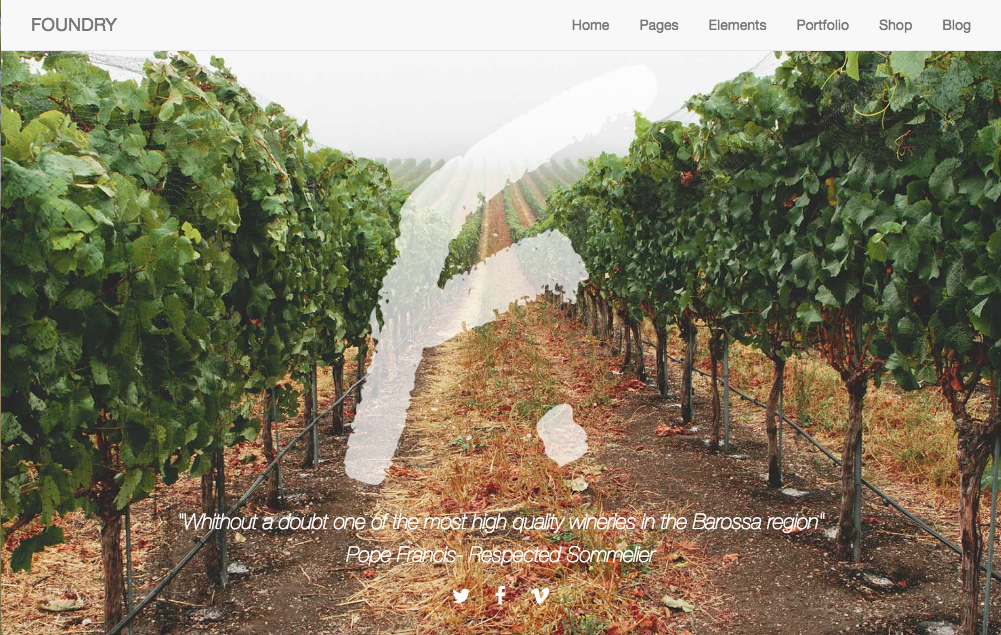 FOUNDRY
Home Pages Elements Portfolio Shop Blog
"Whithout a doubt one of the most high quality wineries in the Barossa region"
Pope Francis- Respected Sommelier